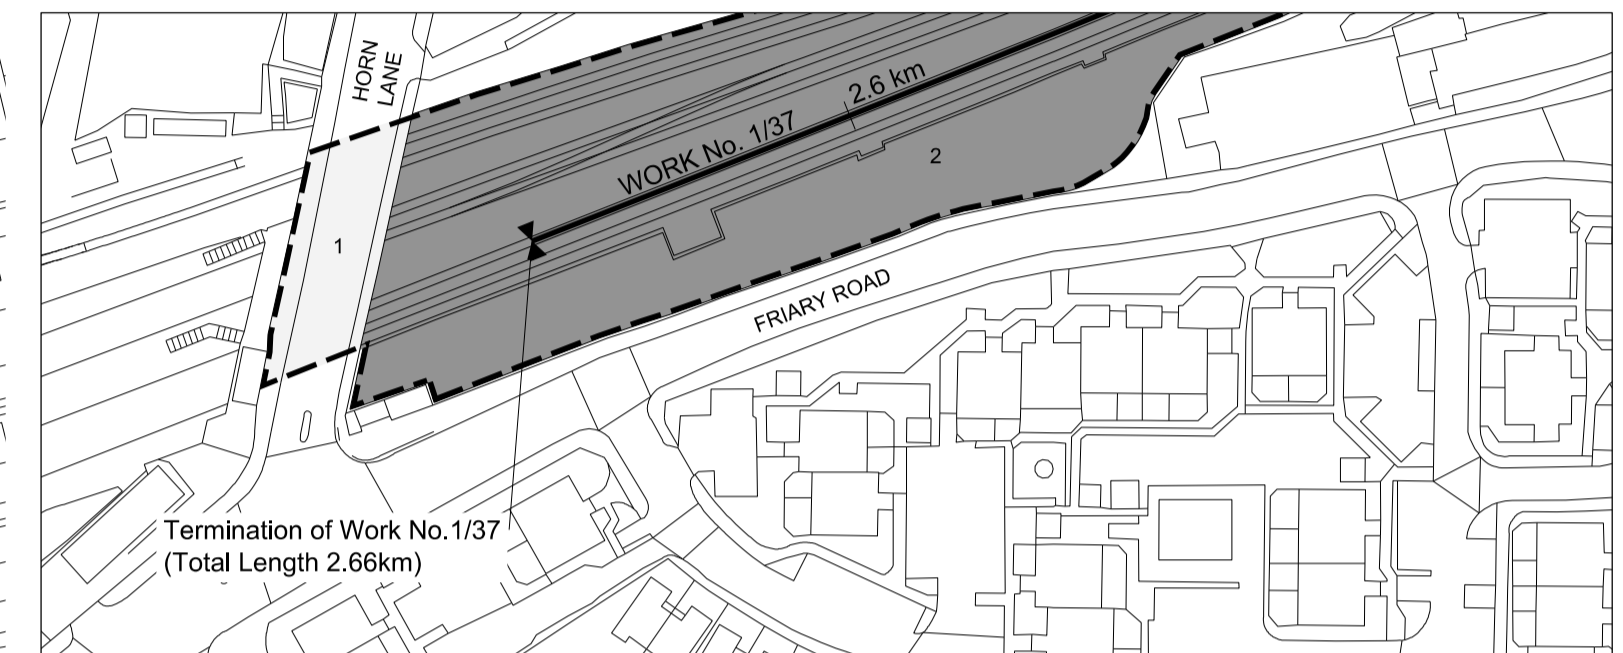 HORN
LANE
2.6 km
WORK No. 1/37
2
1
FRIARY ROAD
Termination of Work No.1/37
(Total Length 2.66km)